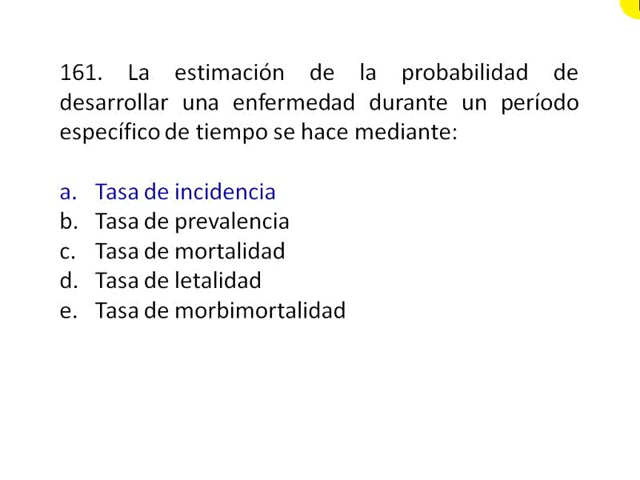 161. La estimación de la probabilidad de
desarrollar una enfermedad durante un período
específico de tiempo se hace mediante:
a. Tasa de incidencia
b. Tasa de prevalencia
c. Tasa de mortalidad
d. Tasa de letalidad
e. Tasa de morbimortalidad